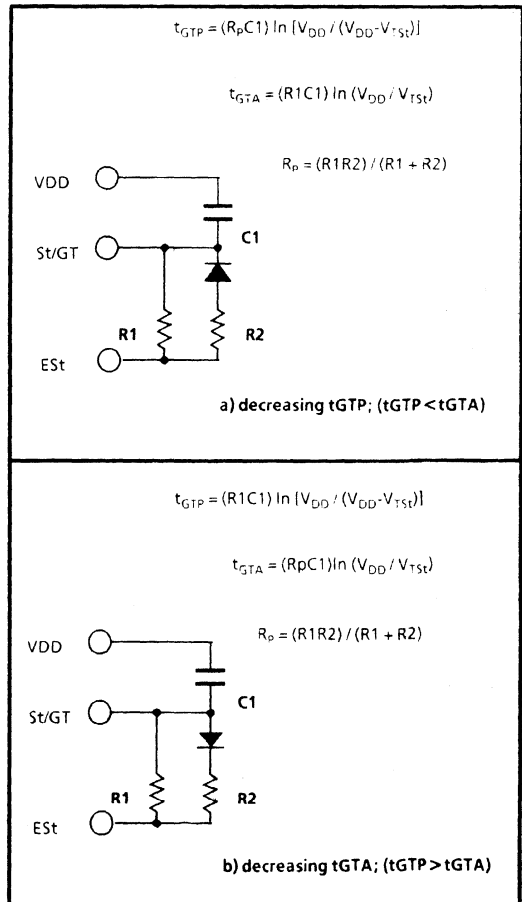 t_GTP = (R_PC1) ln [V_DD / (V_DD-V_TSt)]
t_GTA = (R1C1) ln (V_DD / V_TSt)
R_P = (R1R2) / (R1 + R2)
VDD
C1
St/GT
R1
R2
ESt
a) decreasing tGTP; (tGTP<tGTA)
t_GTP = (R1C1) ln [V_DD / (V_DD-V_TSt)]
t_GTA = (RpC1)ln (V_DD / V_TSt)
R_P = (R1R2) / (R1 + R2)
VDD
C1
St/GT
R1
R2
ESt
b) decreasing tGTA; (tGTP>tGTA)